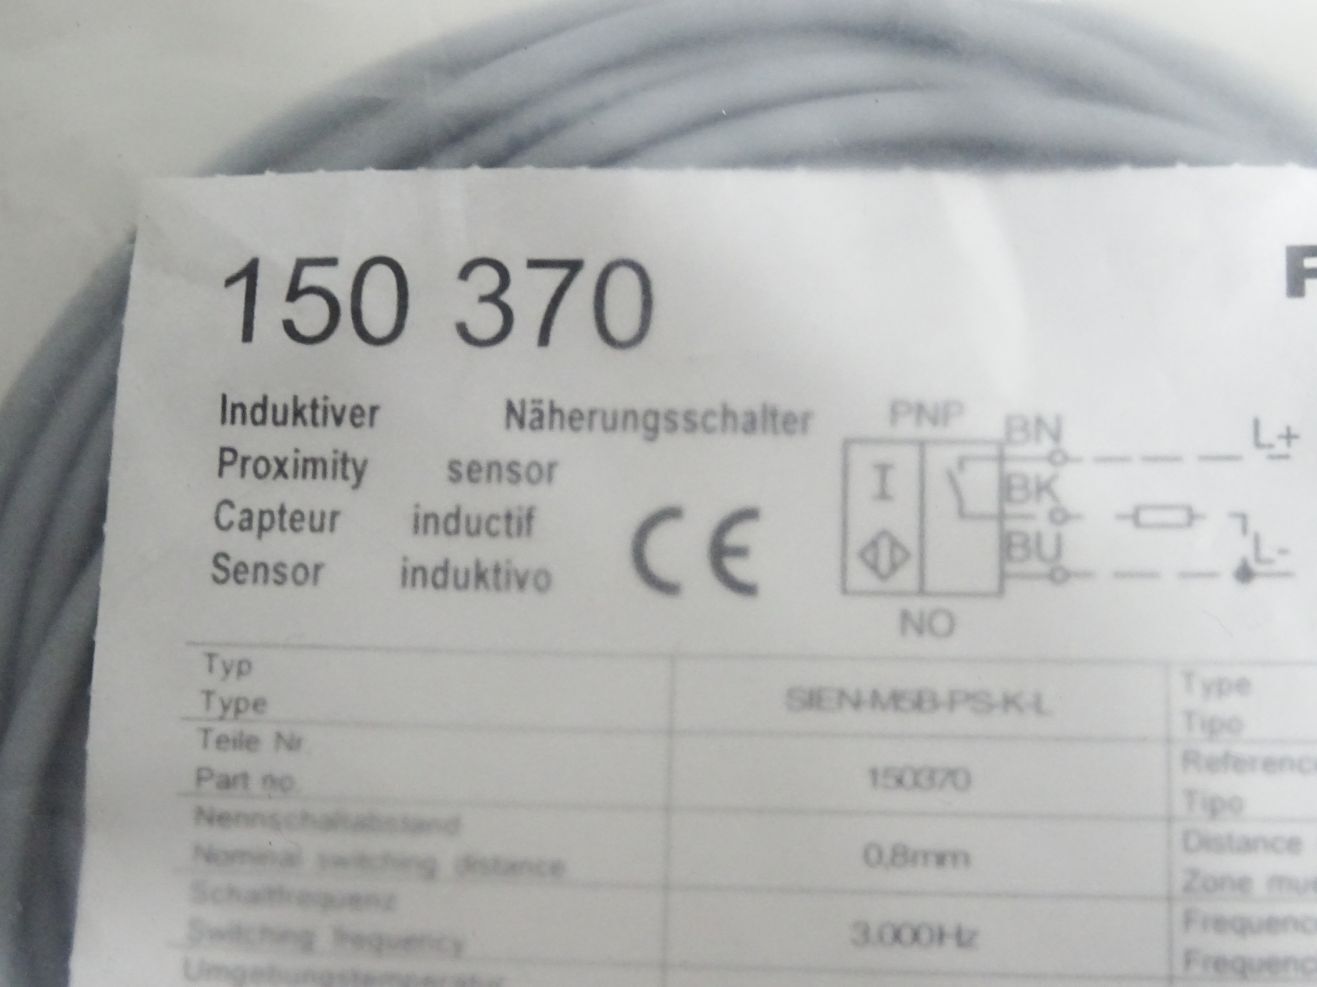 150 370
Induktiver Näherungsschalter
Proximity sensor
Capteur inductif
Sensor induktivo
CE
PNP
BN
L+
I
BK
BU
L-
NO
Typ
Type
SIEN-M5B-PS-K-L
Type
Tipo
Teile Nr.
Part no.
150370
Referenc
Tipo
Nennschaltabstand
Nominal switching distance
0,8mm
Distance
Zone mue
Schaltfrequenz
Switching frequency
3.000Hz
Frequenc
Frequenc
Umgebungstemperatur